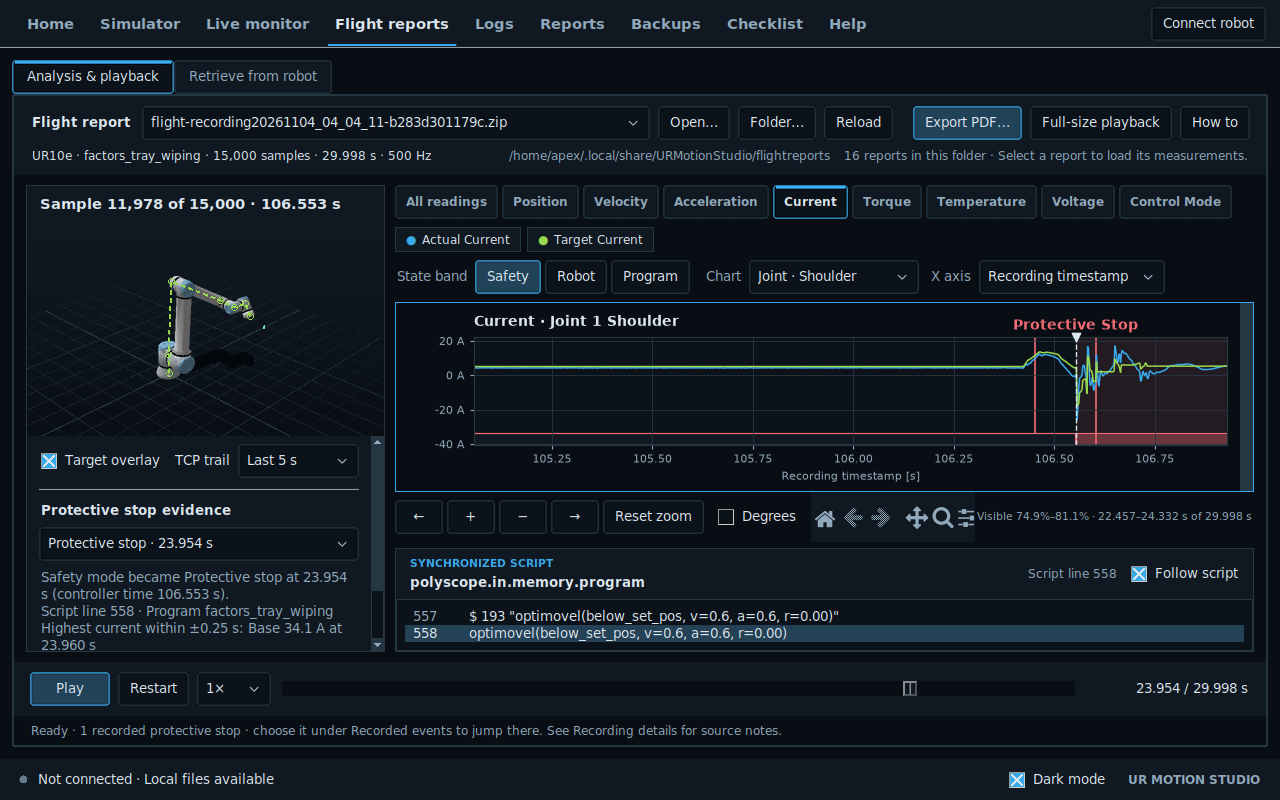 Home Simulator Live monitor Flight reports Logs Reports Backups Checklist Help Connect robot
Analysis & playback Retrieve from robot
Flight report flight-recording20261104_04_04_11-b283d301179c.zip Open... Folder... Reload Export PDF... Full-size playback How to
UR10e · factors_tray_wiping · 15,000 samples · 29.998 s · 500 Hz /home/apex/.local/share/URMotionStudio/flightreports 16 reports in this folder · Select a report to load its measurements.
Sample 11,978 of 15,000 · 106.553 s
All readings Position Velocity Acceleration Current Torque Temperature Voltage Control Mode
Actual Current Target Current
State band Safety Robot Program Chart Joint · Shoulder X axis Recording timestamp
Current · Joint 1 Shoulder
Protective Stop
20 A
0 A
-20 A
-40 A
105.25 105.50 105.75 106.00 106.25 106.50 106.75
Recording timestamp [s]
Target overlay TCP trail Last 5 s
Protective stop evidence
Protective stop · 23.954 s
Safety mode became Protective stop at 23.954
s (controller time 106.553 s).
Script line 558 · Program factors_tray_wiping
Highest current within ±0.25 s: Base 34.1 A at
23.960 s
← + − → Reset zoom Degrees Visible 74.9%–81.1% · 22.457–24.332 s of 29.998 s
SYNCHRONIZED SCRIPT
polyscope.in.memory.program Script line 558 Follow script
557 $ 193 "optimovel(below_set_pos, v=0.6, a=0.6, r=0.00)"
558 optimovel(below_set_pos, v=0.6, a=0.6, r=0.00)
Play Restart 1× 23.954 / 29.998 s
Ready · 1 recorded protective stop · choose it under Recorded events to jump there. See Recording details for source notes.
Not connected · Local files available Dark mode UR MOTION STUDIO